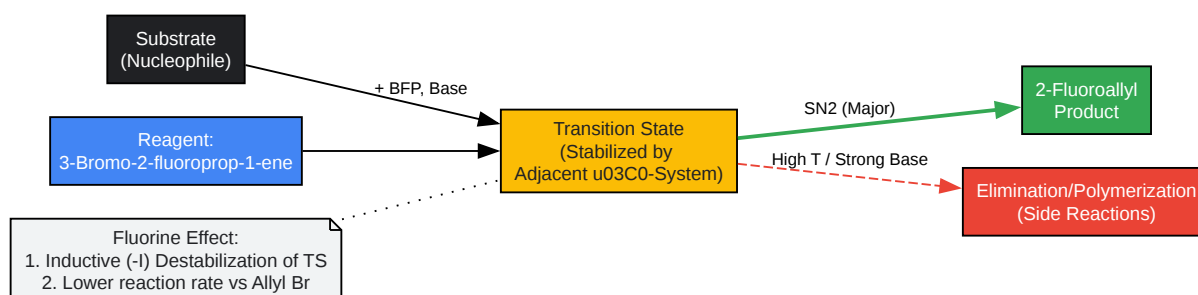 Substrate
(Nucleophile)
+ BFP, Base
Reagent:
3-Bromo-2-fluoroprop-1-ene
Transition State
(Stabilized by
Adjacent u03C0-System)
SN2 (Major)
2-Fluoroallyl
Product
High T / Strong Base
Elimination/Polymerization
(Side Reactions)
Fluorine Effect:
1. Inductive (-I) Destabilization of TS
2. Lower reaction rate vs Allyl Br